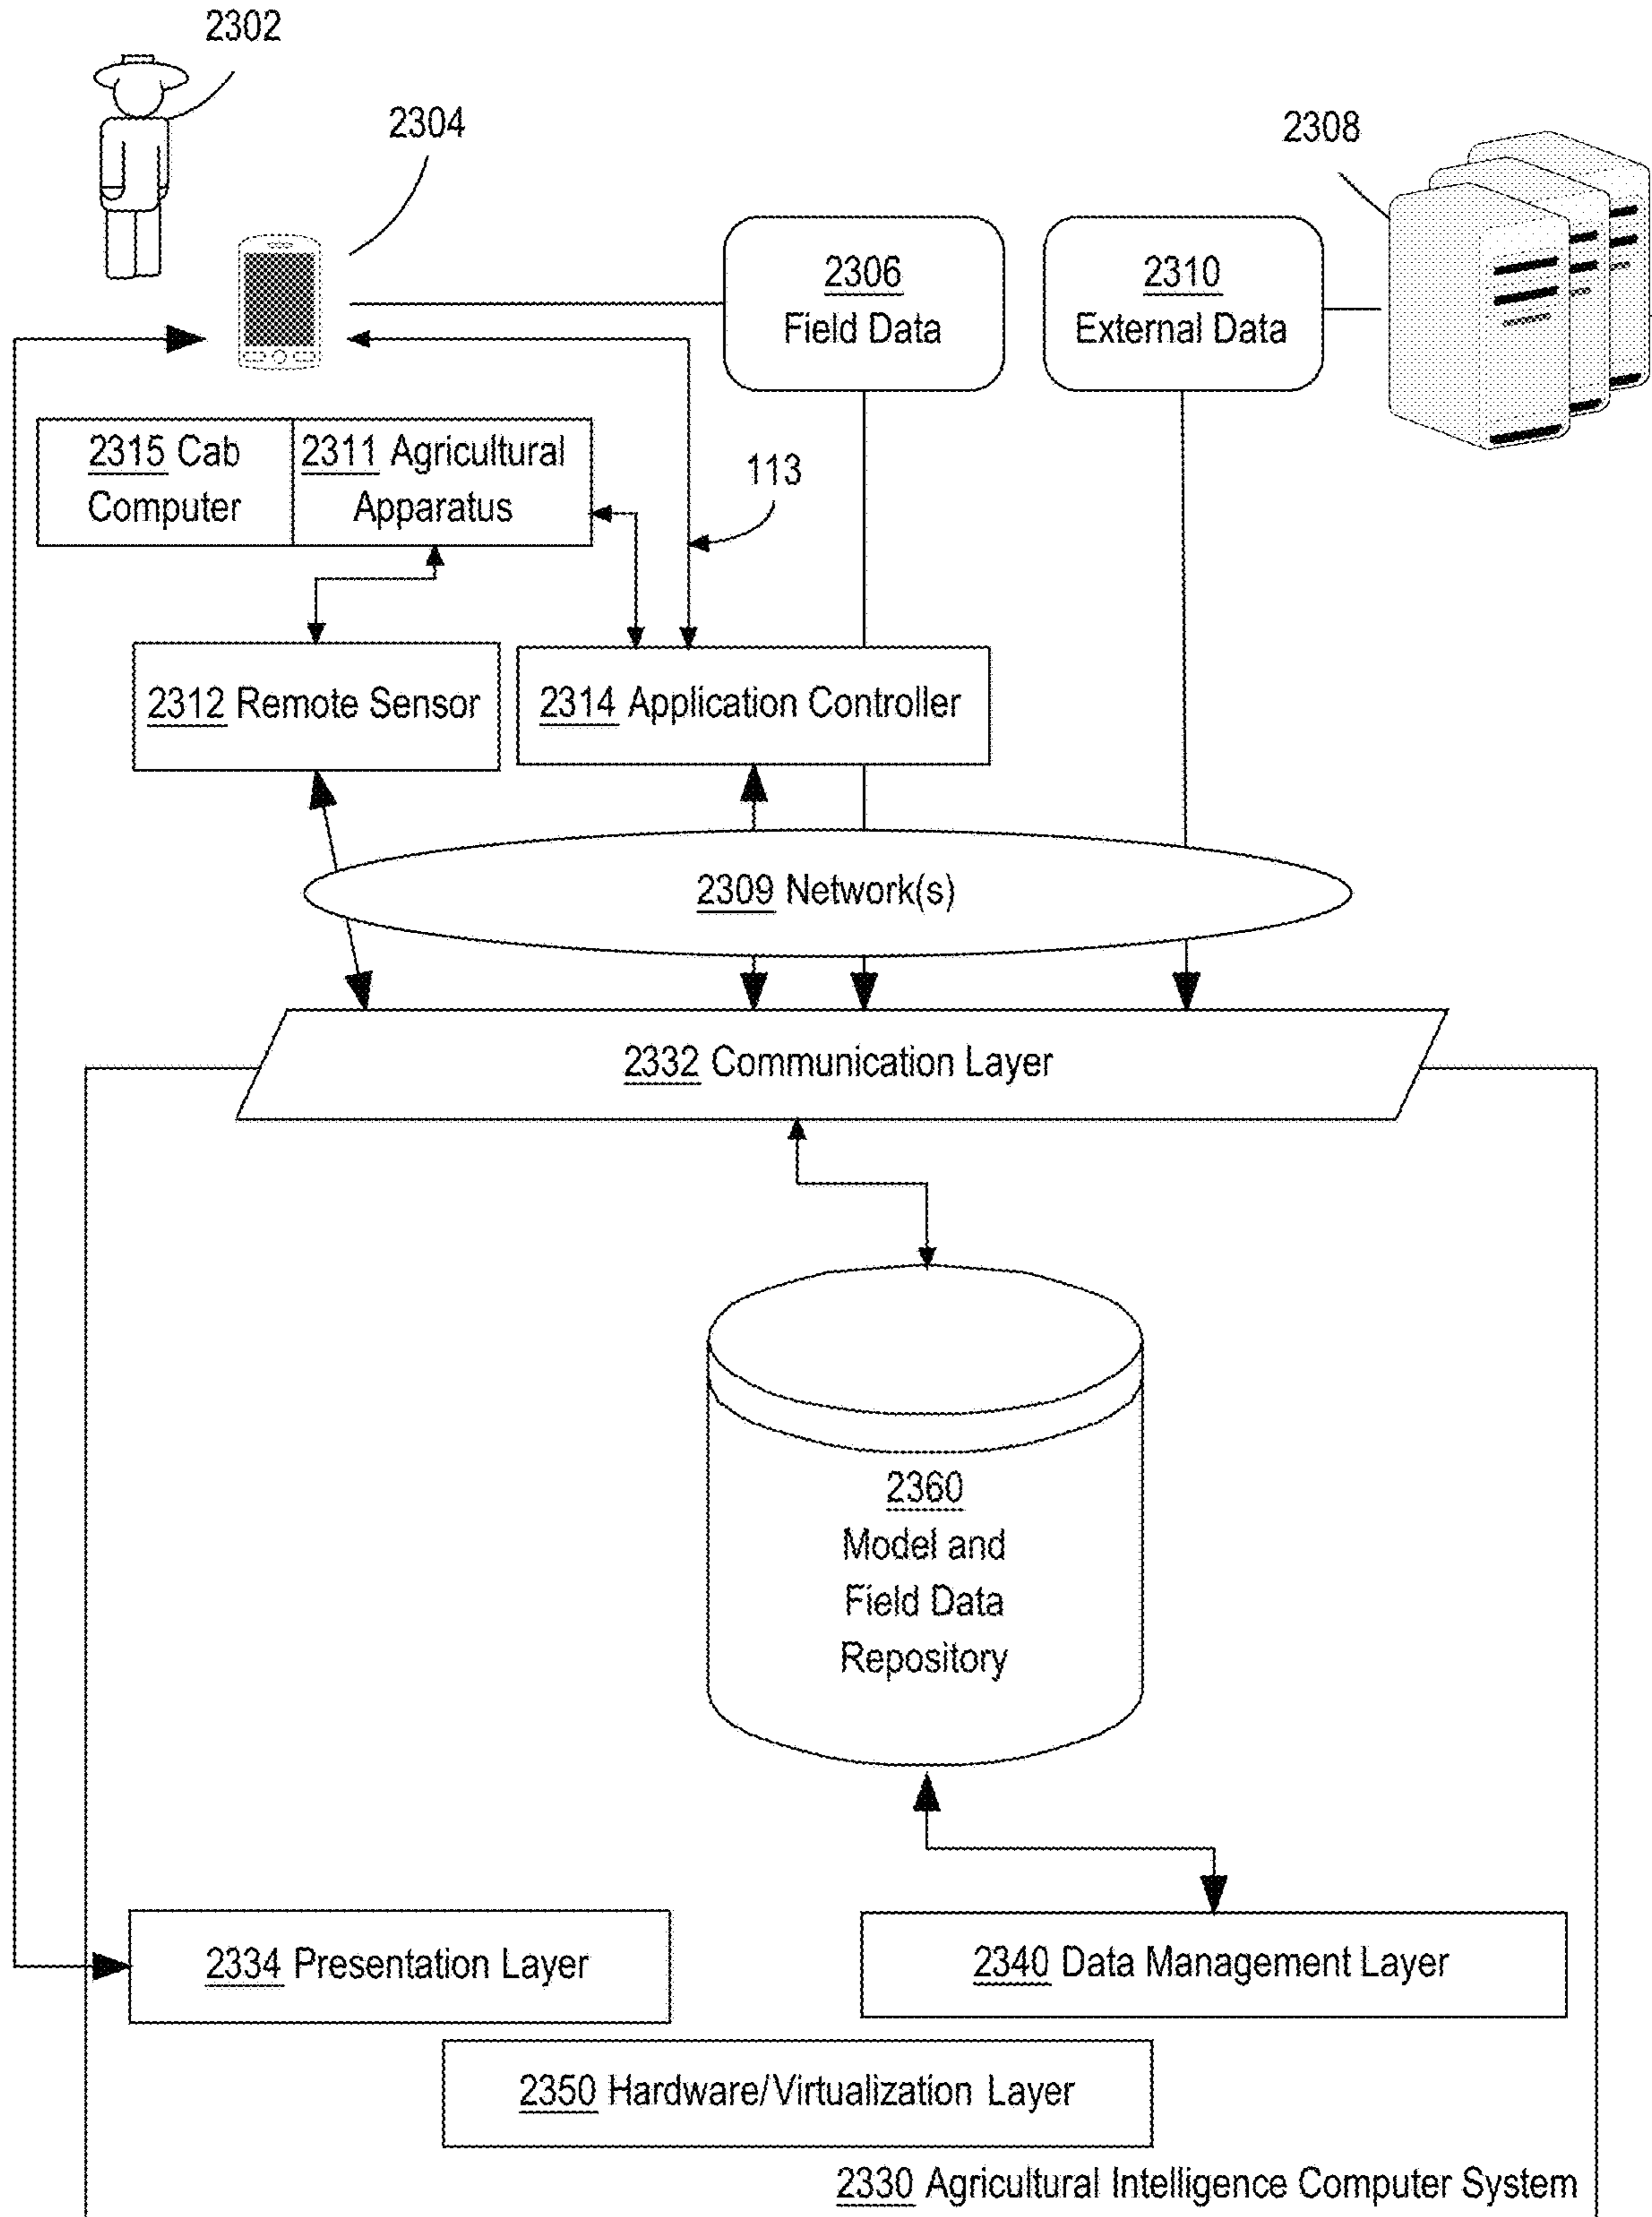 2302
2304
2308
2306
Field Data
2310
External Data
2315 Cab
Computer
2311 Agricultural
Apparatus
113
2312 Remote Sensor
2314 Application Controller
2309 Network(s)
2332 Communication Layer
2360
Model and
Field Data
Repository
2334 Presentation Layer
2340 Data Management Layer
2350 Hardware/Virtualization Layer
2330 Agricultural Intelligence Computer System